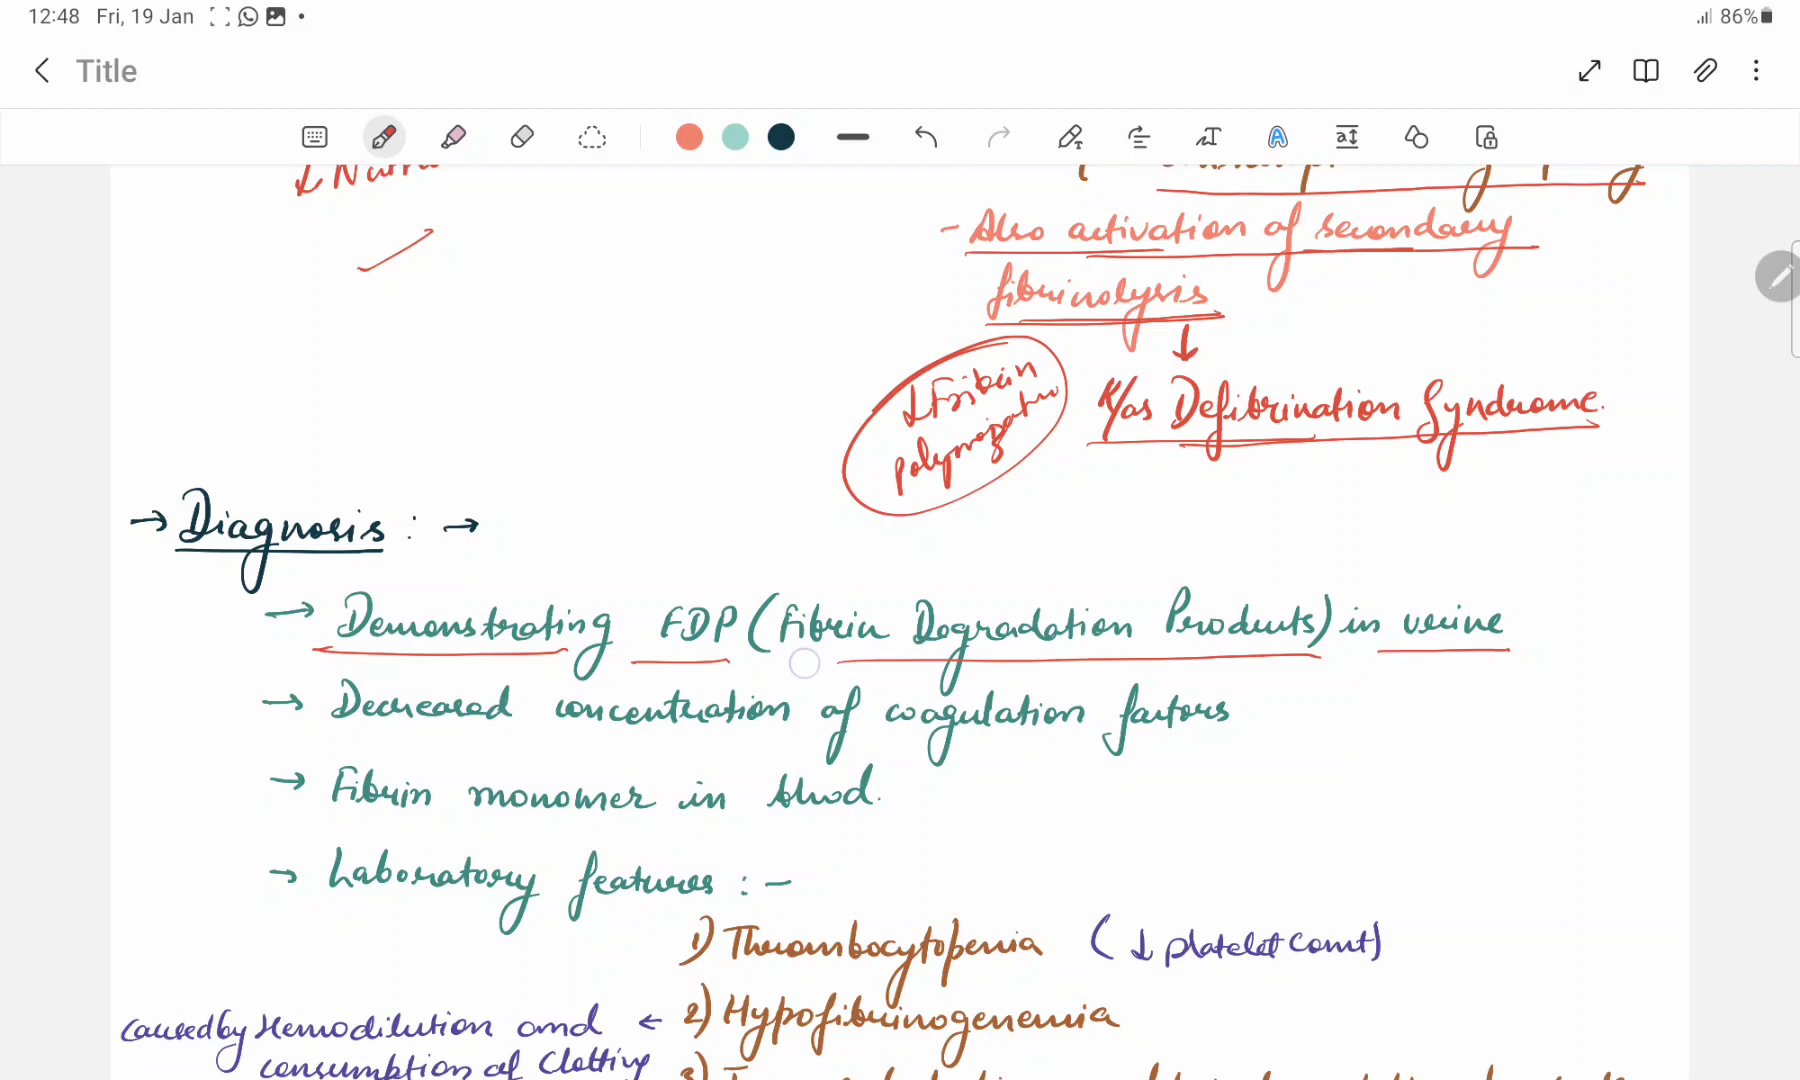 12:48 Fri, 19 Jan
86%
Title
- Also activation of secondary
fibrinolysis
↓
↓ Fibrin
K/as Defibrination Syndrome.
→ Diagnosis : →
→ Demonstrating FDP (Fibrin Degradation Products) in urine
→ Decreased concentration of coagulation factors
→ Fibrin monomer in blood.
→ Laboratory features : -
1) Thrombocytopenia (↓ platelet count)
Caused by Hemodilution and ← 2) Hypofibrinogenemia
consumption of Clotting
3)